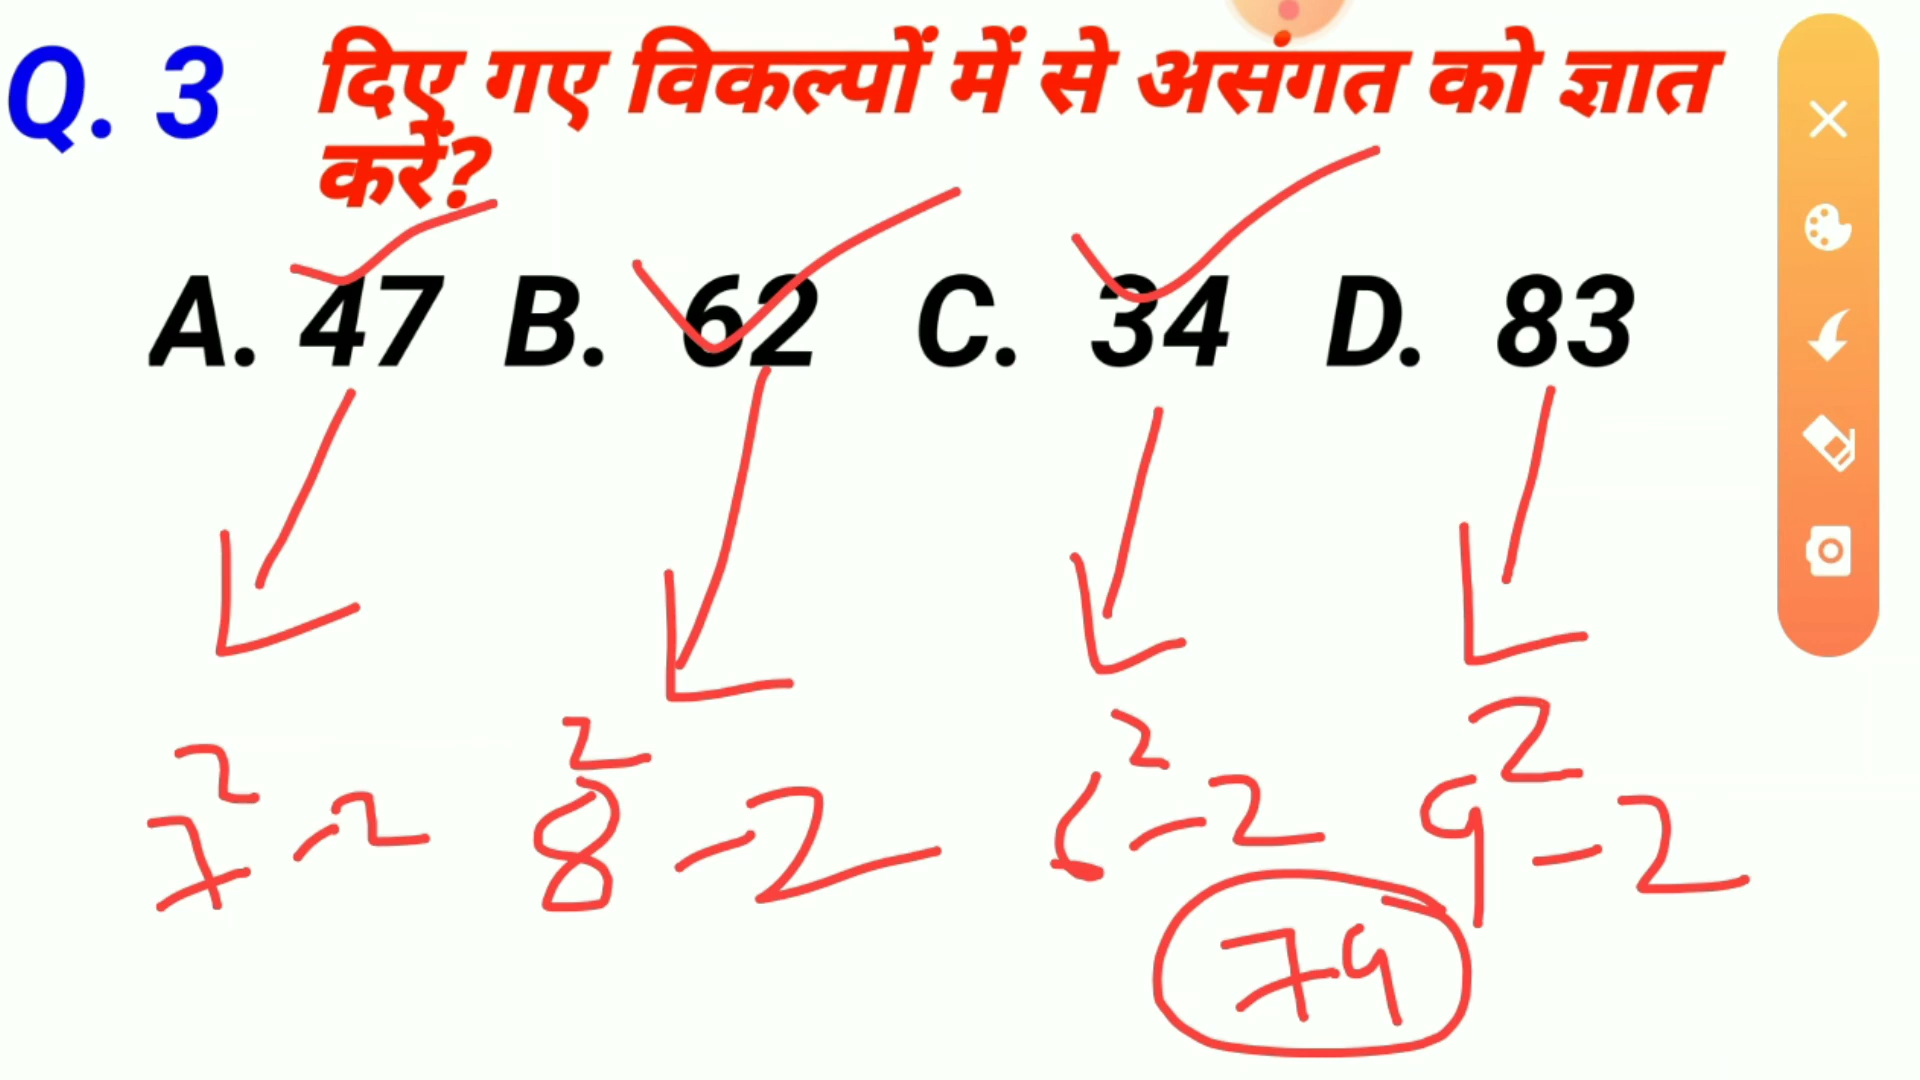 Q. 3 दिए गए विकल्पों में से असंगत को ज्ञात
करें?
A. 47 B. 62 C. 34 D. 83
7² - 2 8² - 2 6² - 2 9² - 2
79